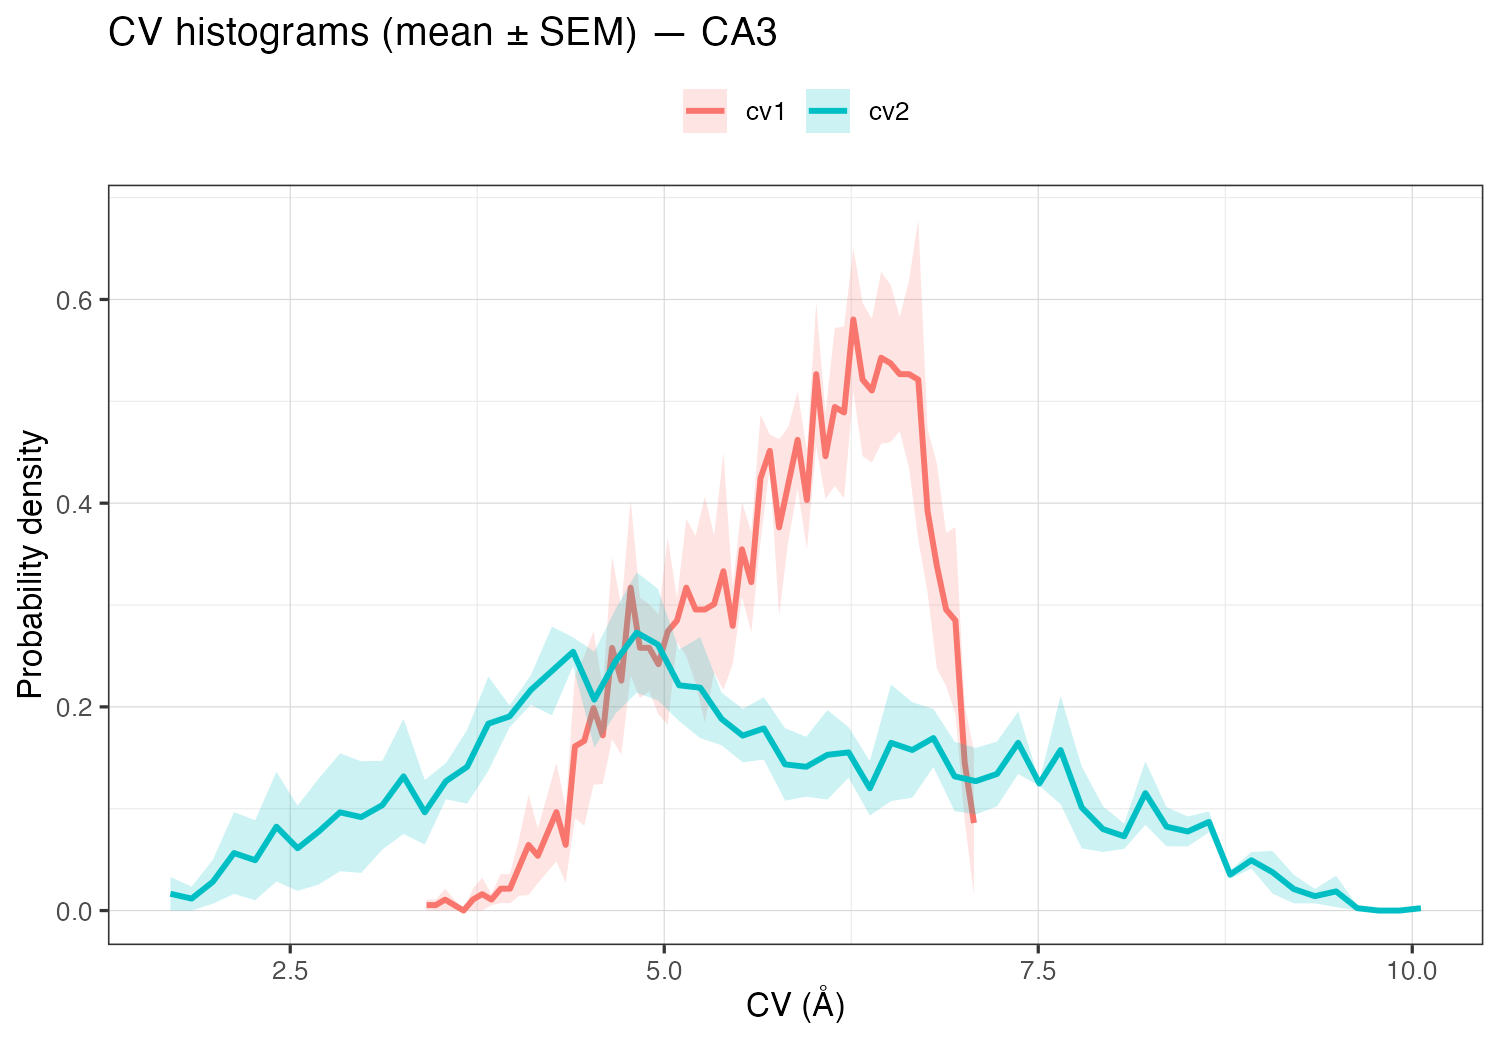 CV histograms (mean ± SEM) — CA3
cv1 cv2
Probability density
0.6
0.4
0.2
0.0
2.5 5.0 7.5 10.0
CV (Å)